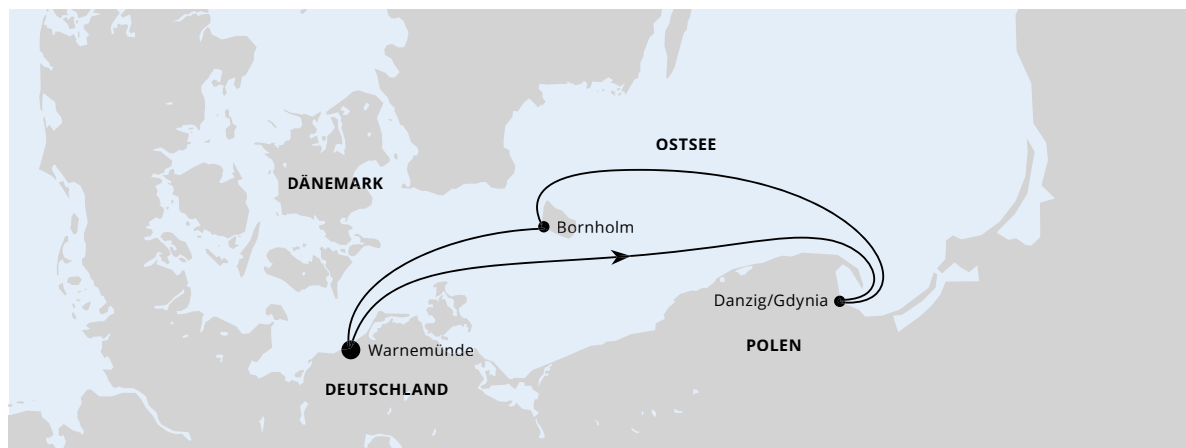 OSTSEE
DÄNEMARK
Bornholm
Danzig/Gdynia
POLEN
Warnemünde
DEUTSCHLAND